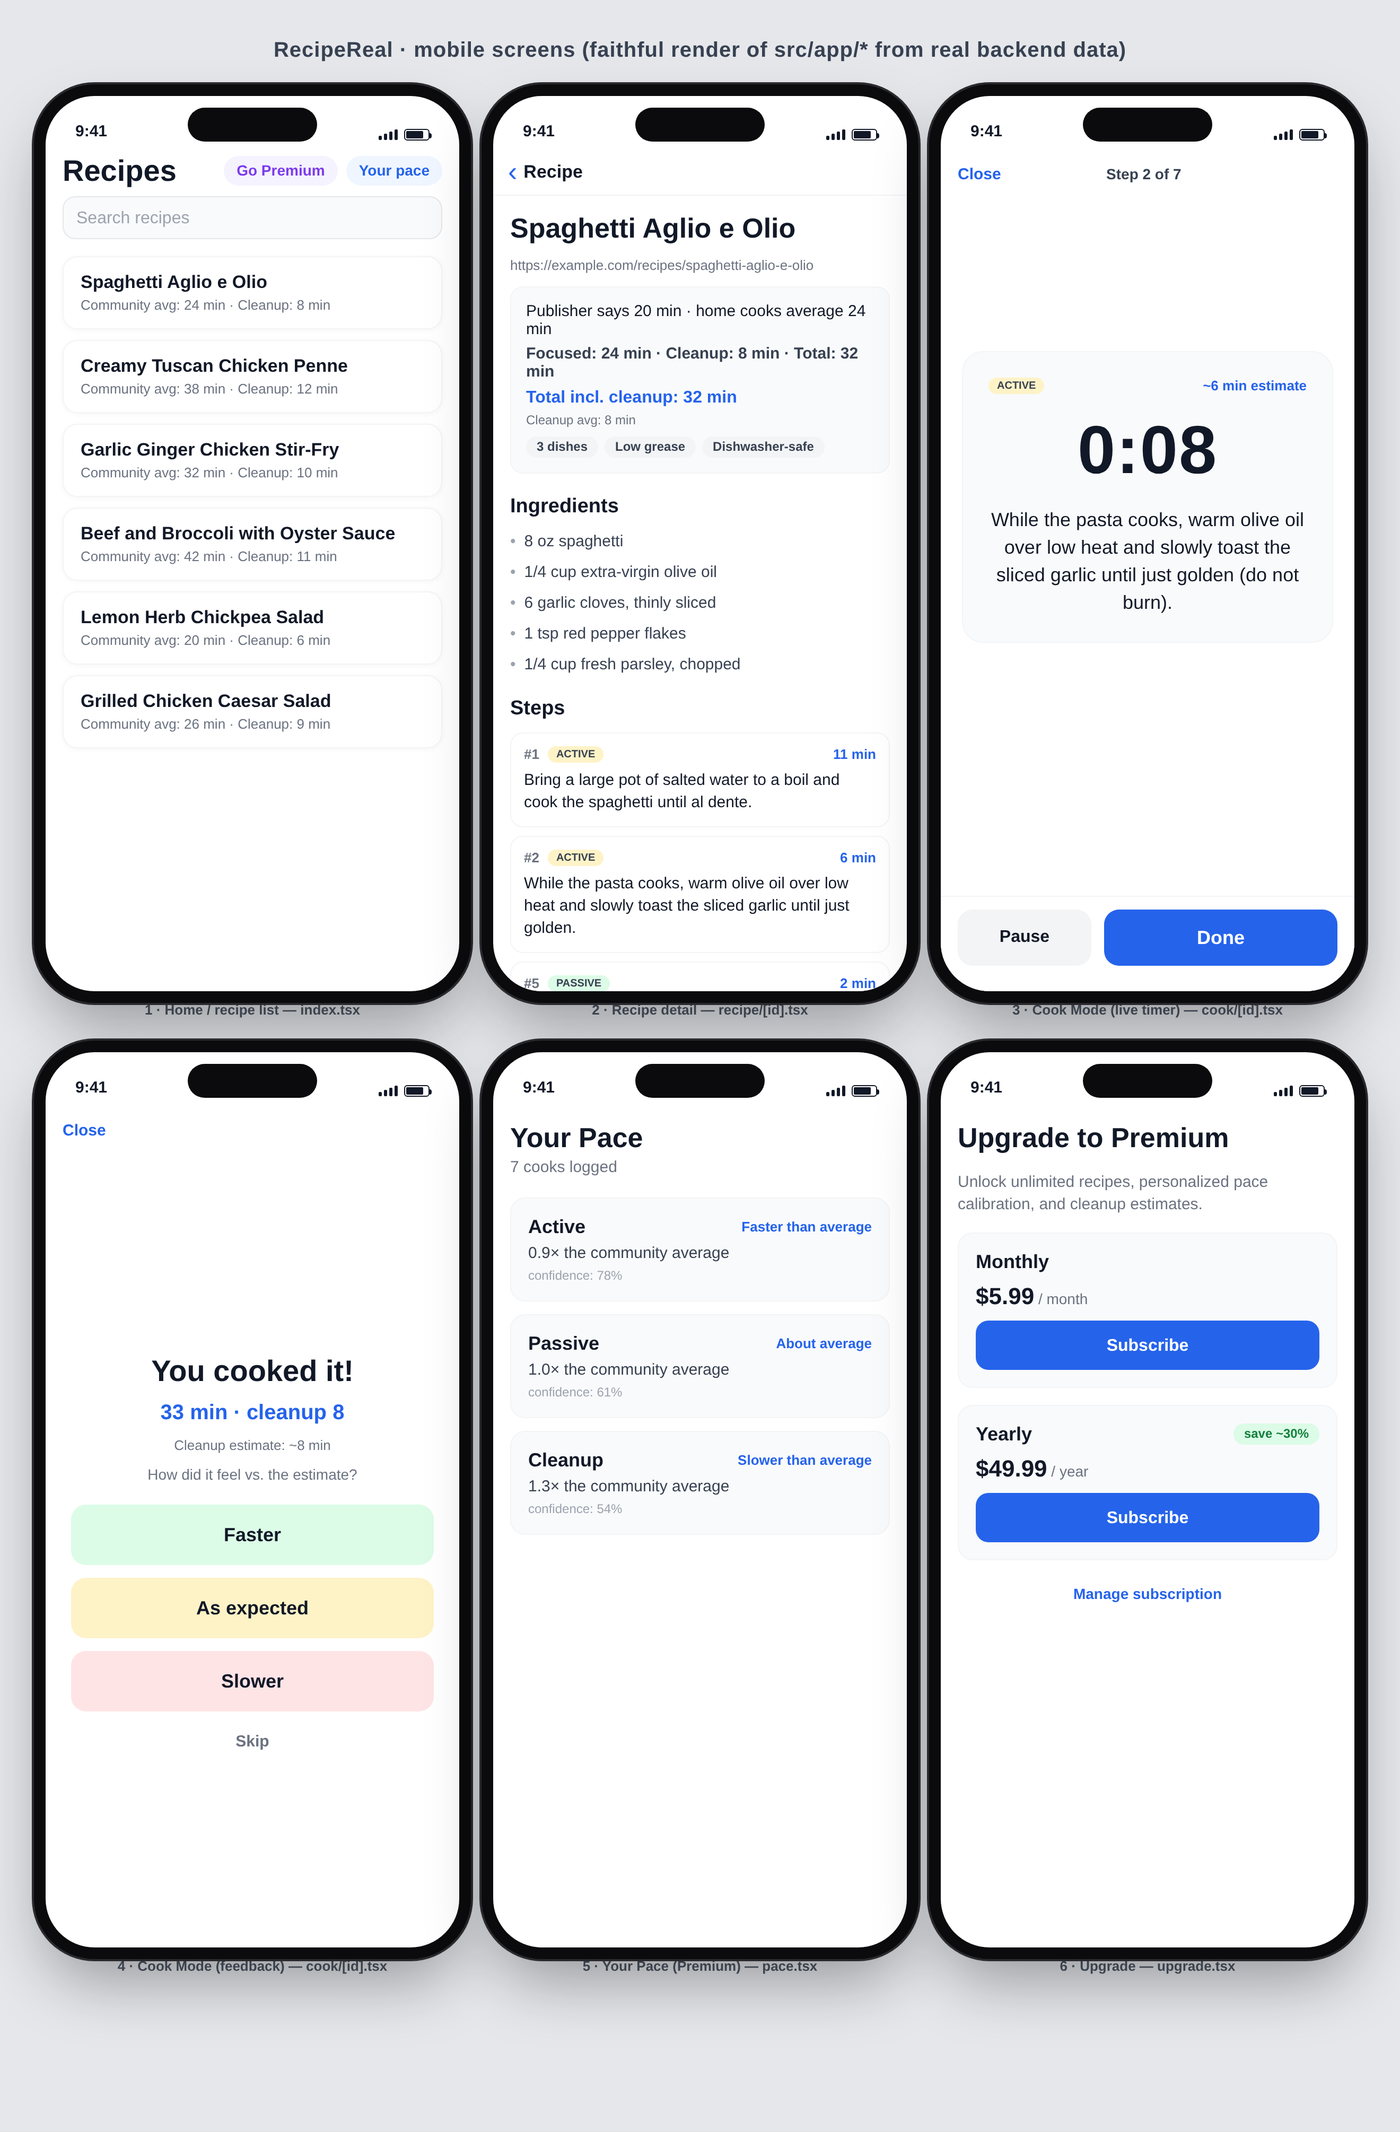 RecipeReal · mobile screens (faithful render of src/app/* from real backend data)
9:41
Recipes
Go Premium
Your pace
Search recipes
Spaghetti Aglio e Olio
Community avg: 24 min · Cleanup: 8 min
Creamy Tuscan Chicken Penne
Community avg: 38 min · Cleanup: 12 min
Garlic Ginger Chicken Stir-Fry
Community avg: 32 min · Cleanup: 10 min
Beef and Broccoli with Oyster Sauce
Community avg: 42 min · Cleanup: 11 min
Lemon Herb Chickpea Salad
Community avg: 20 min · Cleanup: 6 min
Grilled Chicken Caesar Salad
Community avg: 26 min · Cleanup: 9 min
1 · Home / recipe list — index.tsx
9:41
‹ Recipe
Spaghetti Aglio e Olio
https://example.com/recipes/spaghetti-aglio-e-olio
Publisher says 20 min · home cooks average 24
min
Focused: 24 min · Cleanup: 8 min · Total: 32
min
Total incl. cleanup: 32 min
Cleanup avg: 8 min
3 dishes
Low grease
Dishwasher-safe
Ingredients
• 8 oz spaghetti
• 1/4 cup extra-virgin olive oil
• 6 garlic cloves, thinly sliced
• 1 tsp red pepper flakes
• 1/4 cup fresh parsley, chopped
Steps
#1 ACTIVE 11 min
Bring a large pot of salted water to a boil and
cook the spaghetti until al dente.
#2 ACTIVE 6 min
While the pasta cooks, warm olive oil over low
heat and slowly toast the sliced garlic until just
golden.
#5 PASSIVE 2 min
2 · Recipe detail — recipe/[id].tsx
9:41
Close
Step 2 of 7
ACTIVE
~6 min estimate
0:08
While the pasta cooks, warm olive oil
over low heat and slowly toast the
sliced garlic until just golden (do not
burn).
Pause
Done
3 · Cook Mode (live timer) — cook/[id].tsx
9:41
Close
You cooked it!
33 min · cleanup 8
Cleanup estimate: ~8 min
How did it feel vs. the estimate?
Faster
As expected
Slower
Skip
4 · Cook Mode (feedback) — cook/[id].tsx
9:41
Your Pace
7 cooks logged
Active
Faster than average
0.9× the community average
confidence: 78%
Passive
About average
1.0× the community average
confidence: 61%
Cleanup
Slower than average
1.3× the community average
confidence: 54%
5 · Your Pace (Premium) — pace.tsx
9:41
Upgrade to Premium
Unlock unlimited recipes, personalized pace
calibration, and cleanup estimates.
Monthly
$5.99 / month
Subscribe
Yearly
save ~30%
$49.99 / year
Subscribe
Manage subscription
6 · Upgrade — upgrade.tsx